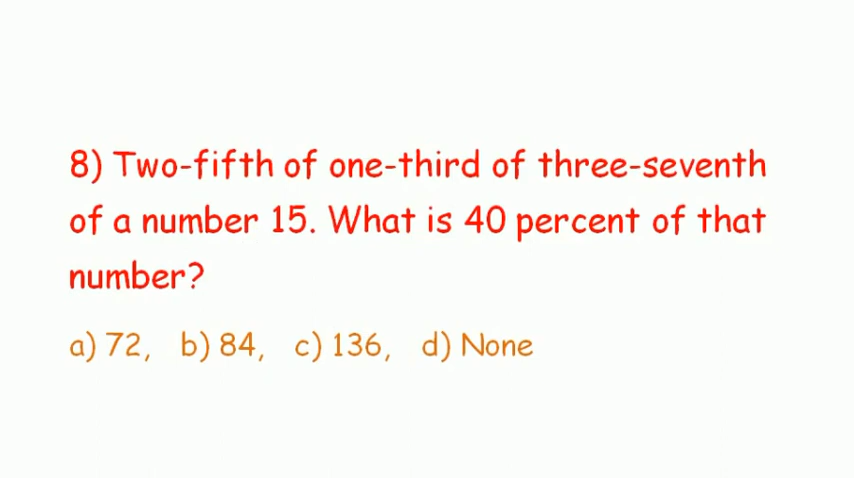 8) Two-fifth of one-third of three-seventh
of a number 15. What is 40 percent of that
number?
a) 72, b) 84, c) 136, d) None